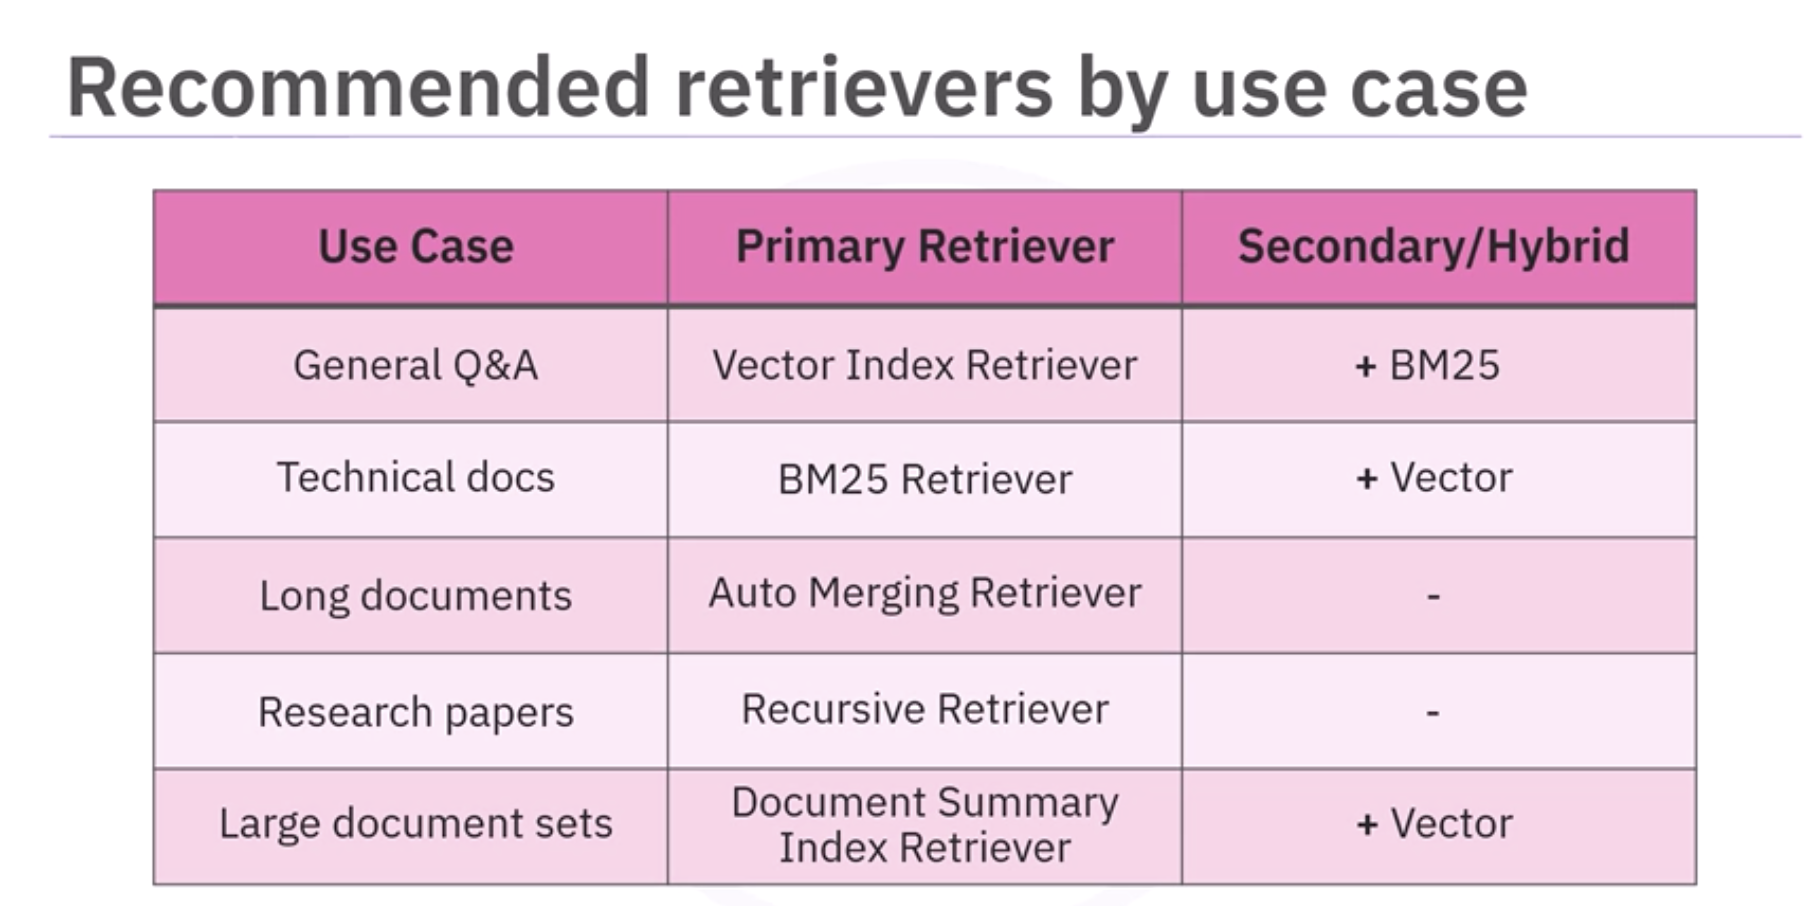 Recommended retrievers by use case
Use Case Primary Retriever Secondary/Hybrid
General Q&A Vector Index Retriever + BM25
Technical docs BM25 Retriever + Vector
Long documents Auto Merging Retriever -
Research papers Recursive Retriever -
Large document sets Document Summary
Index Retriever + Vector